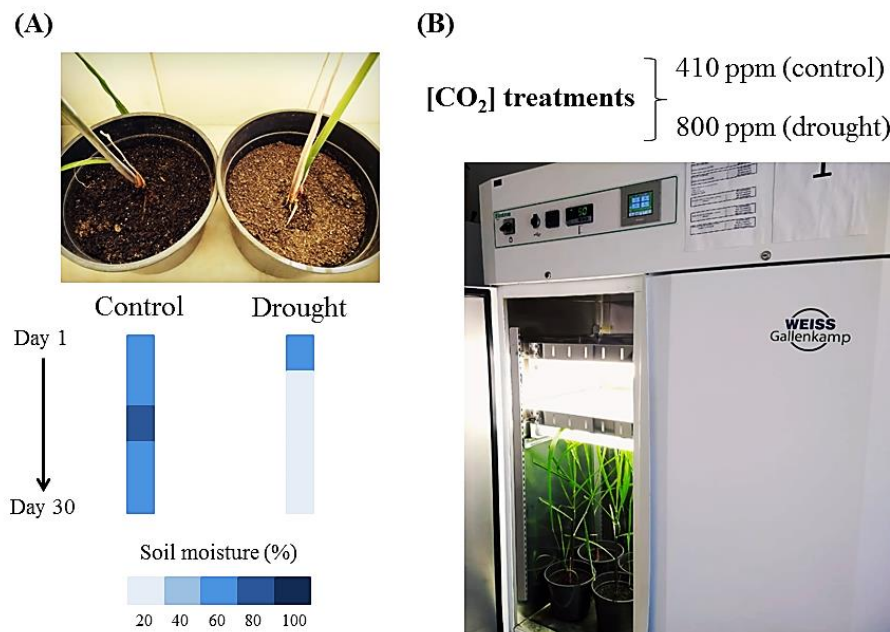 (A)
Control
Drought
Day 1
Day 30
Soil moisture (%)
20 40 60 80 100
(B)
[CO₂] treatments
410 ppm (control)
800 ppm (drought)
WEISS
Gallenkamp